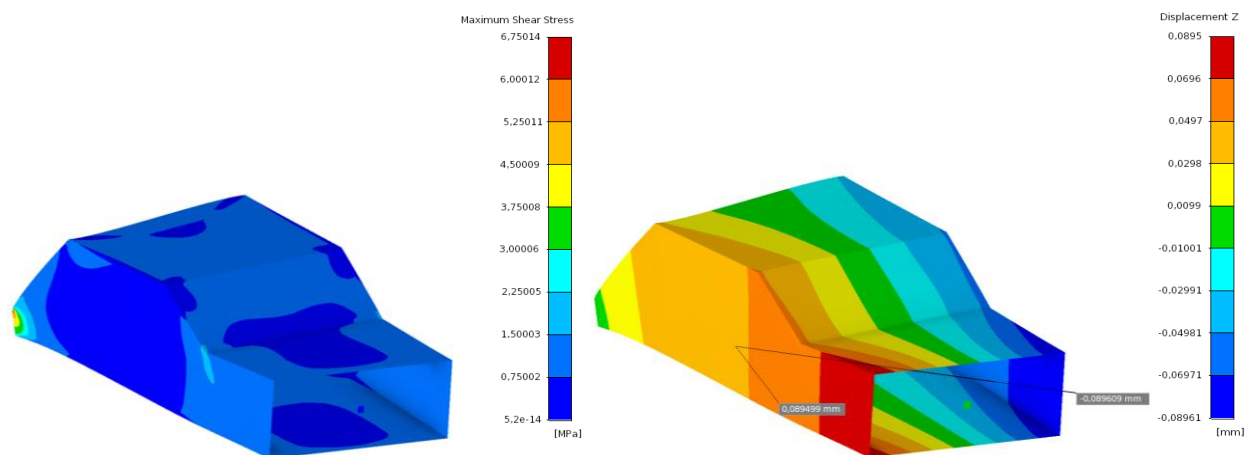 Maximum Shear Stress
6,75014
6,00012
5,25011
4,50009
3,75008
3,00006
2,25005
1,50003
0,75002
5,2e-14
[MPa]
Displacement Z
0,0895
0,0696
0,0497
0,0298
0,0099
-0,01001
-0,02991
-0,04981
-0,06971
-0,08961
[mm]
-0,089609 mm
0,089499 mm